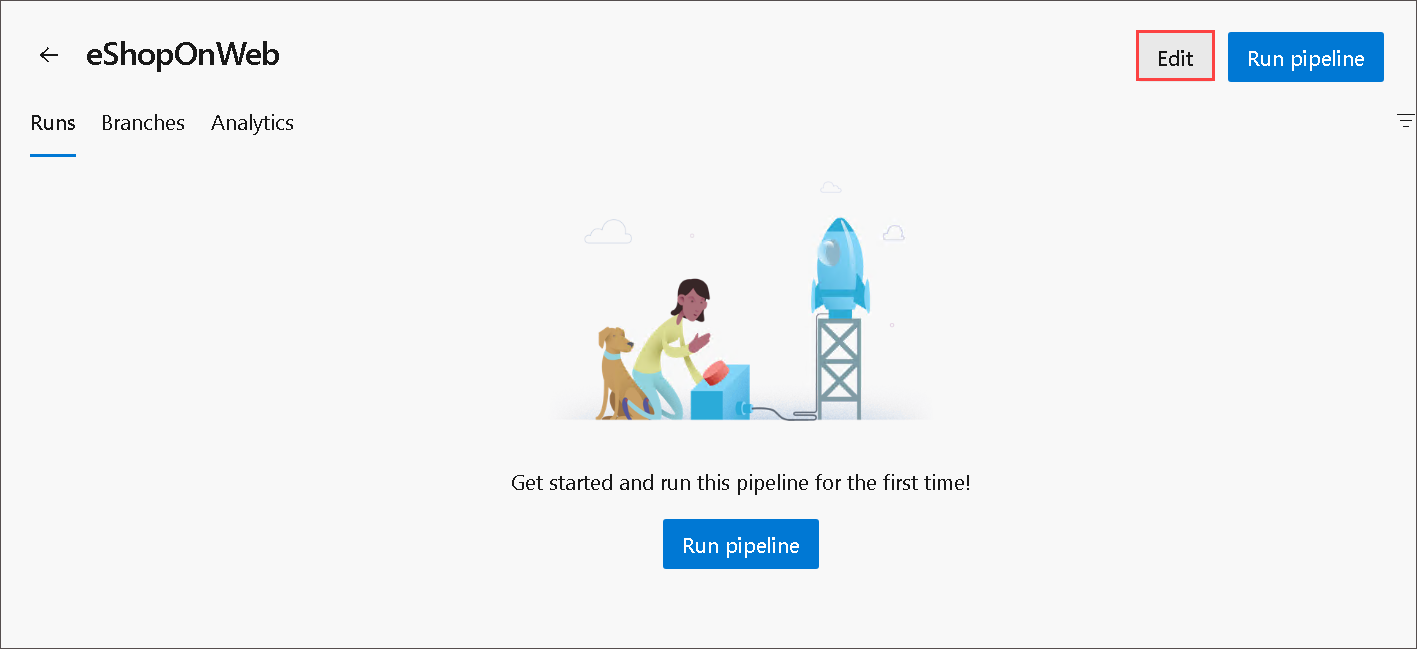 eShopOnWeb
Edit
Run pipeline
Runs
Branches
Analytics
Get started and run this pipeline for the first time!
Run pipeline